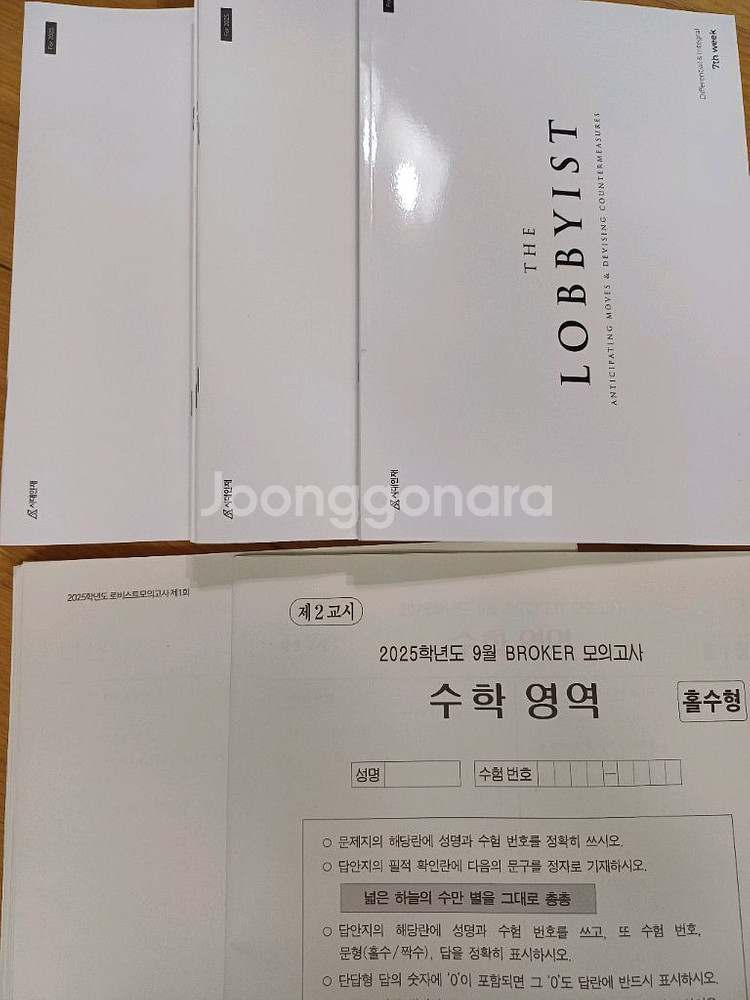 For 2025
시대인재
For 2025
시대인재
Differential & Integral
7th week
THE
LOBBYIST
ANTICIPATING MOVES & DEVISING COUNTERMEASURES
시대인재
Joonggonara
2025학년도 로비스트모의고사 제1회
제2교시
2025학년도 9월 BROKER 모의고사
수학 영역
홀수형
성명
수험 번호
○ 문제지의 해당란에 성명과 수험 번호를 정확히 쓰시오.
○ 답안지의 필적 확인란에 다음의 문구를 정자로 기재하시오.
넓은 하늘의 수만 별을 그대로 총총
○ 답안지의 해당란에 성명과 수험 번호를 쓰고, 또 수험 번호,
문형(홀수/짝수), 답을 정확히 표시하시오.
○ 단답형 답의 숫자에 '0'이 포함되면 그 '0'도 답란에 반드시 표시하시오.